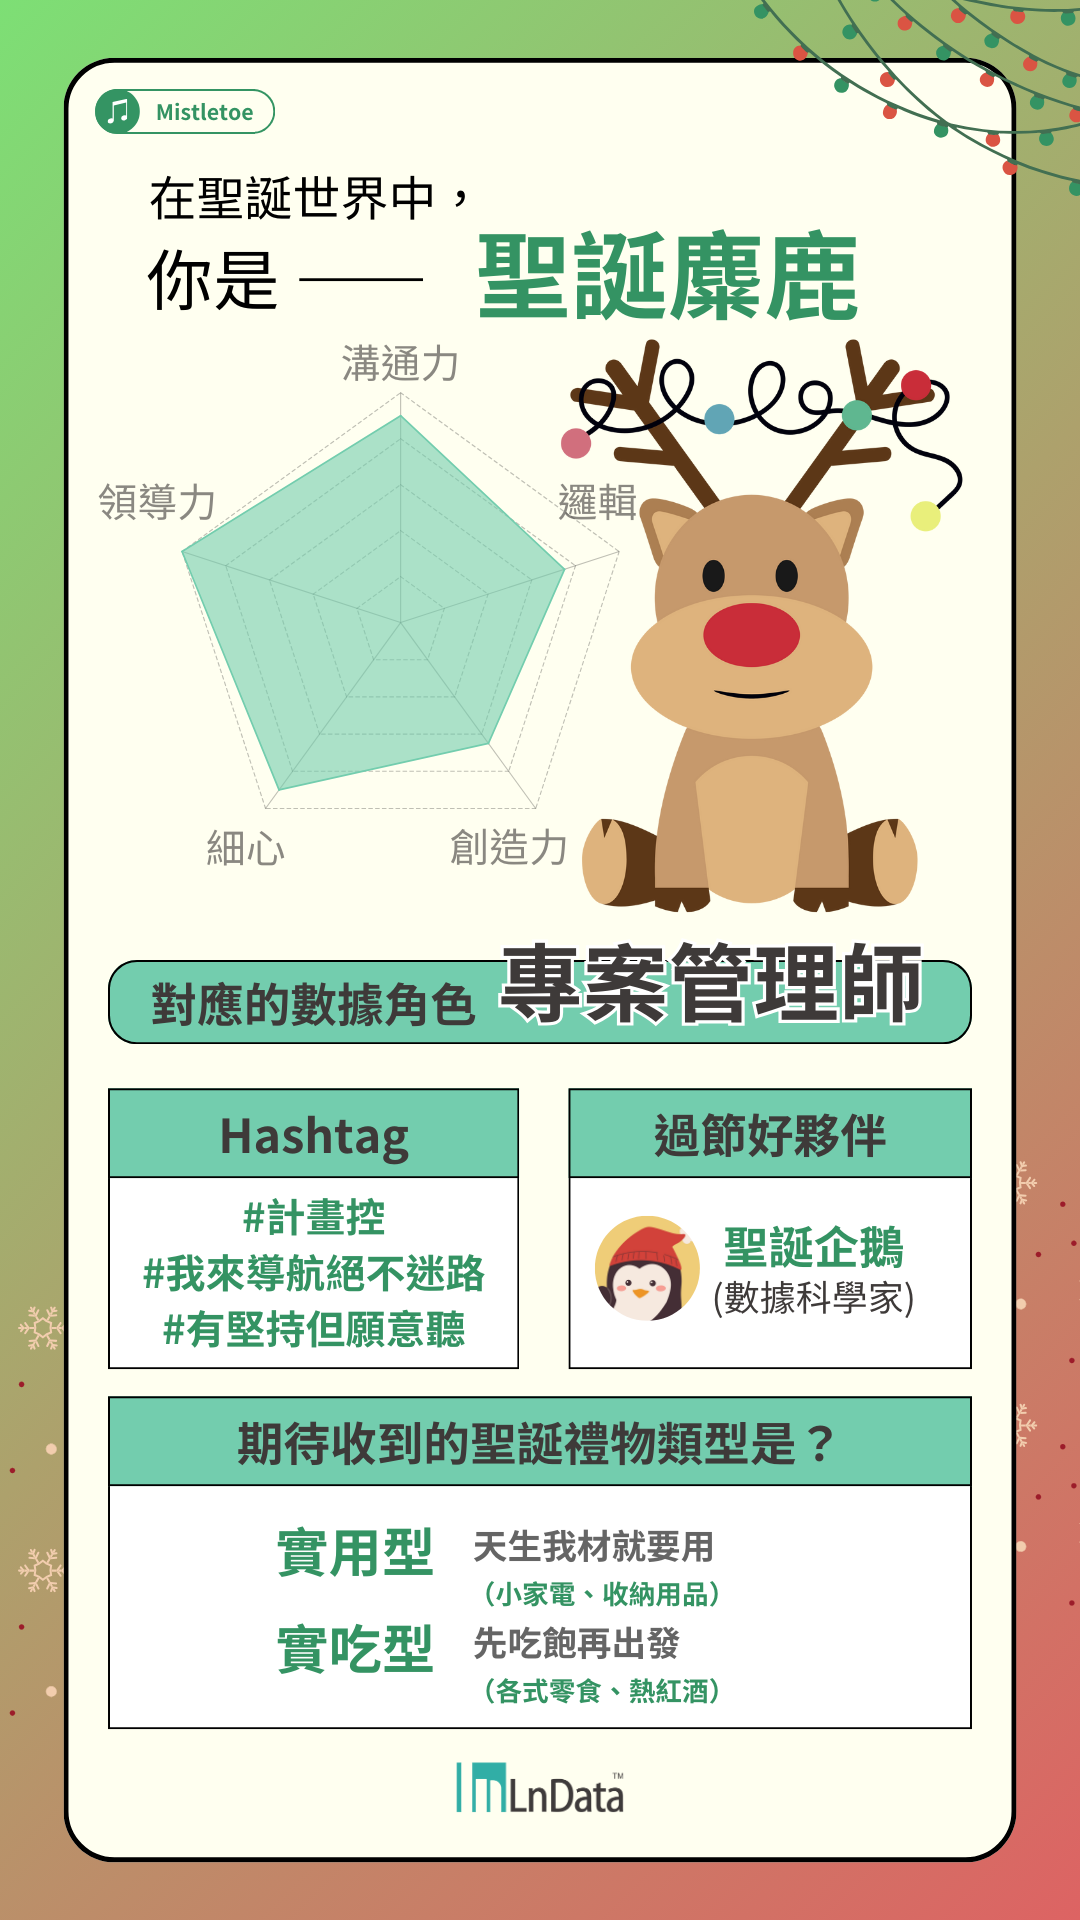 Mistletoe
在聖誕世界中，
你是 —— 聖誕麋鹿
溝通力
領導力
邏輯
細心
創造力
對應的數據角色 專案管理師
Hashtag
#計畫控
#我來導航絕不迷路
#有堅持但願意聽
過節好夥伴
聖誕企鵝
(數據科學家)
期待收到的聖誕禮物類型是？
實用型 天生我材就要用
（小家電、收納用品）
實吃型 先吃飽再出發
（各式零食、熱紅酒）
LnData™